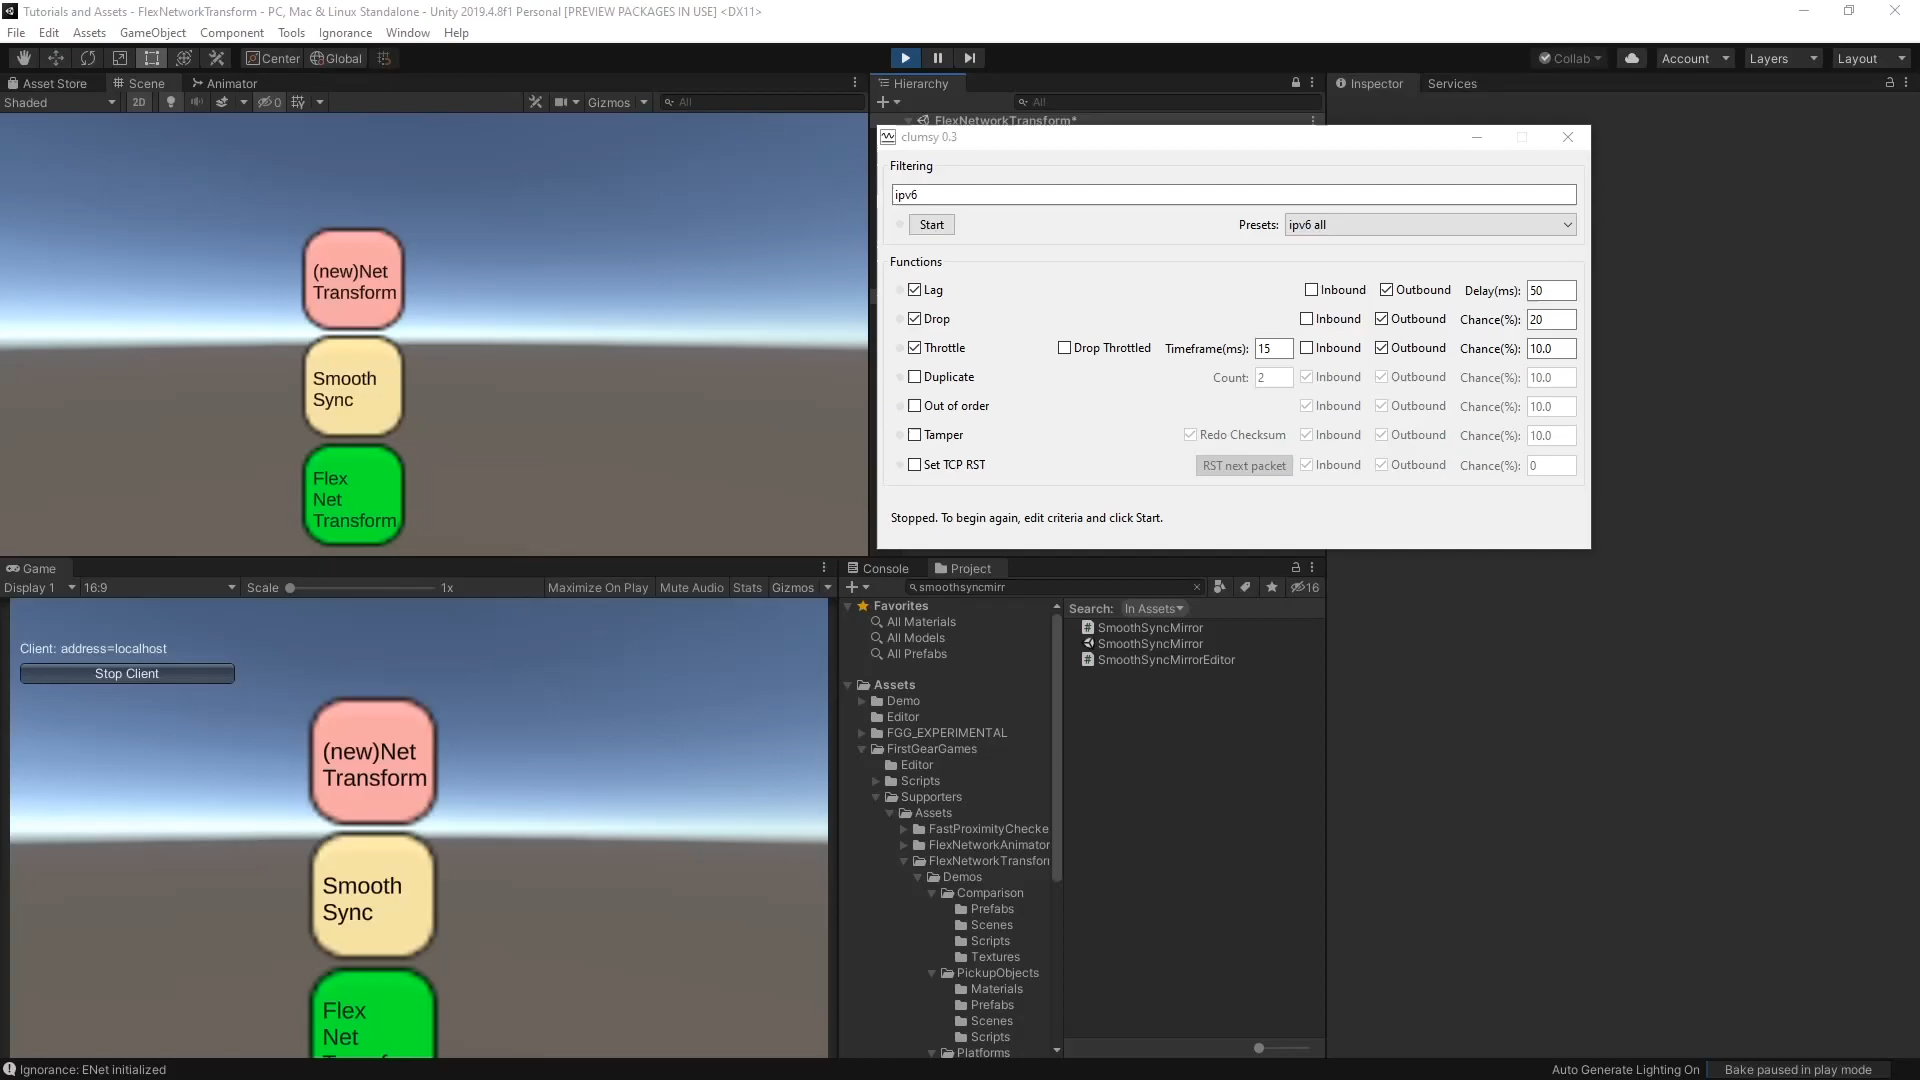 Tutorials and Assets - FlexNetworkTransform - PC, Mac & Linux Standalone - Unity 2019.4.8f1 Personal [PREVIEW PACKAGES IN USE] <DX11>
File Edit Assets GameObject Component Tools Ignorance Window Help
Center Global Collab Account Layers Layout
Asset Store Scene Animator
Shaded 2D 0 Gizmos All
(new)Net
Transform
Smooth
Sync
Flex
Net
Transform
Hierarchy
All
FlexNetworkTransform*
Inspector Services
clumsy 0.3
Filtering
ipv6
Start Presets: ipv6 all
Functions
Lag Inbound Outbound Delay(ms): 50
Drop Inbound Outbound Chance(%): 20
Throttle Drop Throttled Timeframe(ms): 15 Inbound Outbound Chance(%): 10.0
Duplicate Count: 2 Inbound Outbound Chance(%): 10.0
Out of order Inbound Outbound Chance(%): 10.0
Tamper Redo Checksum Inbound Outbound Chance(%): 10.0
Set TCP RST RST next packet Inbound Outbound Chance(%): 0
Stopped. To begin again, edit criteria and click Start.
Game
Display 1 16:9 Scale 1x Maximize On Play Mute Audio Stats Gizmos
Client: address=localhost
Stop Client
(new)Net
Transform
Smooth
Sync
Flex
Net
Console Project
smoothsyncmirr 16
Favorites
All Materials
All Models
All Prefabs
Assets
Demo
Editor
FGG_EXPERIMENTAL
FirstGearGames
Editor
Scripts
Supporters
Assets
FastProximityChecke
FlexNetworkAnimator
FlexNetworkTransforr
Demos
Comparison
Prefabs
Scenes
Scripts
Textures
PickupObjects
Materials
Prefabs
Scenes
Scripts
Platforms
Search: In Assets
SmoothSyncMirror
SmoothSyncMirror
SmoothSyncMirrorEditor
Ignorance: ENet initialized
Auto Generate Lighting On Bake paused in play mode